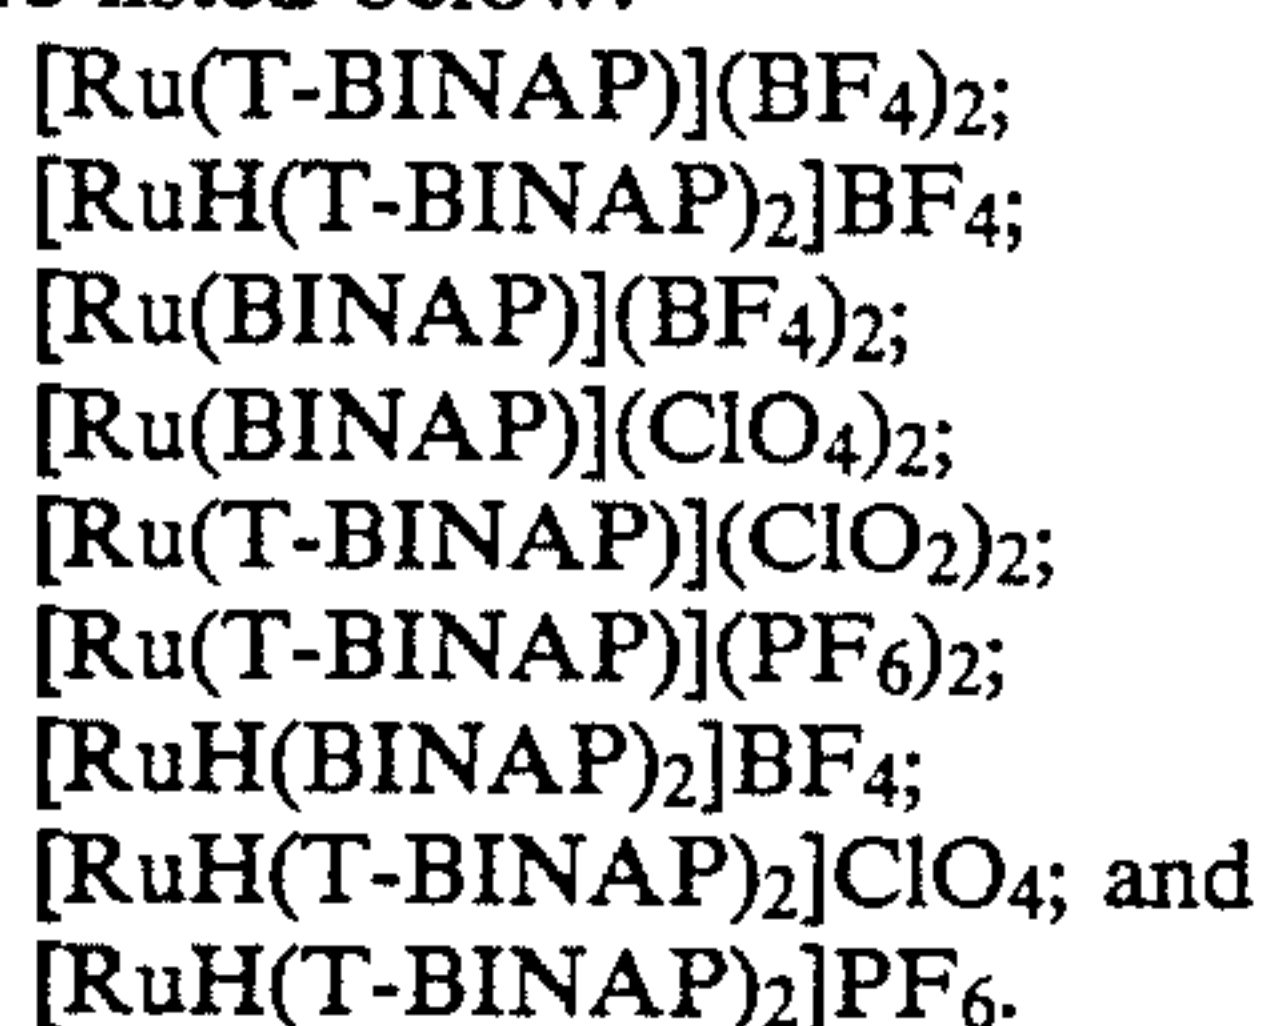 [Ru(T-BINAP)](BF4)2;
[RuH(T-BINAP)2]BF4;
[Ru(BINAP)](BF4)2;
[Ru(BINAP)](ClO4)2;
[Ru(T-BINAP)](ClO2)2;
[Ru(T-BINAP)](PF6)2;
[RuH(BINAP)2]BF4;
[RuH(T-BINAP)2]ClO4; and
[RuH(T-BINAP)2]PF6.